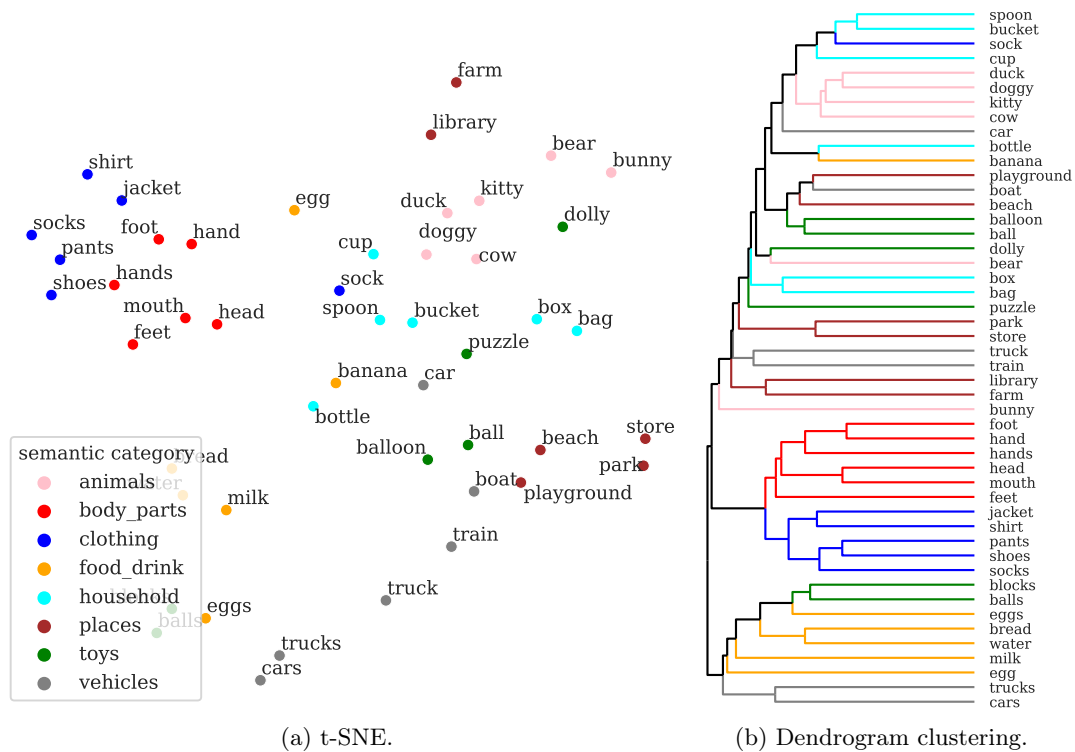 farm
library
bear
bunny
shirt
jacket
kitty
egg
duck
dolly
socks
foot
hand
doggy
cup
pants
cow
shoes
hands
sock
mouth
head
spoon
bucket
box
bag
feet
puzzle
banana
car
bottle
store
balloon
ball
beach
bread
park
water
boat
milk
playground
train
truck
eggs
balls
trucks
cars
semantic category
animals
body_parts
clothing
food_drink
household
places
toys
vehicles
(a) t-SNE.
spoon
bucket
sock
cup
duck
doggy
kitty
cow
car
bottle
banana
playground
boat
beach
balloon
ball
dolly
bear
box
bag
puzzle
park
store
truck
train
library
farm
bunny
foot
hand
hands
head
mouth
feet
jacket
shirt
pants
shoes
socks
blocks
balls
eggs
bread
water
milk
egg
trucks
cars
(b) Dendrogram clustering.